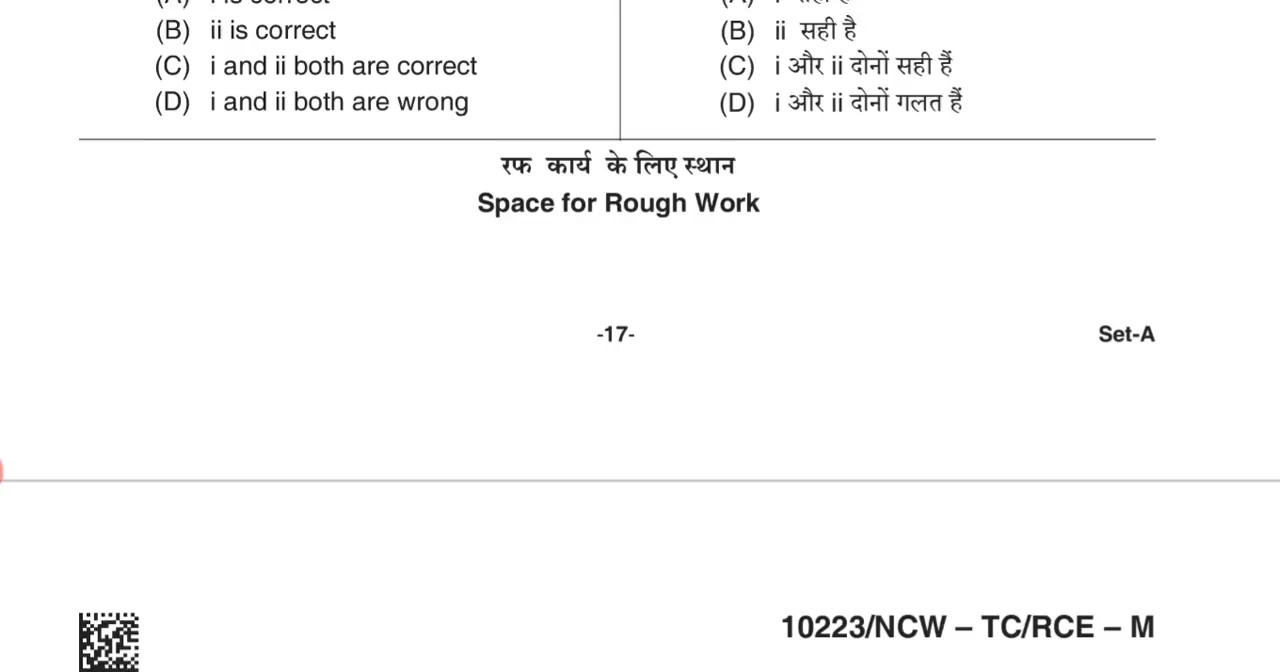 (B) ii is correct
(C) i and ii both are correct
(D) i and ii both are wrong
(B) ii सही है
(C) i और ii दोनों सही हैं
(D) i और ii दोनों गलत हैं
रफ कार्य के लिए स्थान
Space for Rough Work
-17-
Set-A
10223/NCW – TC/RCE – M